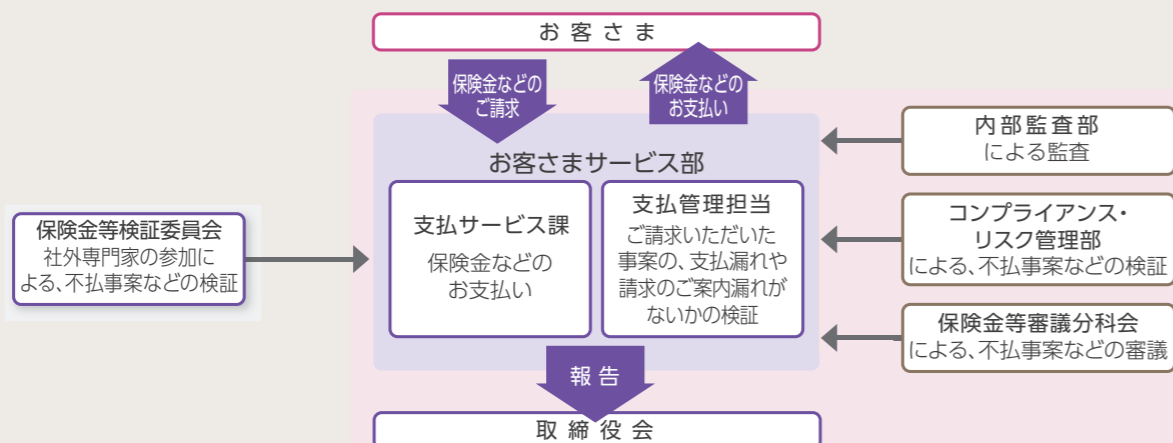 お客さま
保険金などの
ご請求
保険金などの
お支払い
お客さまサービス部
支払サービス課
保険金などの
お支払い
支払管理担当
ご請求いただいた
事案の、支払漏れや
請求のご案内漏れが
ないかの検証
保険金等検証委員会
社外専門家の参加に
よる、不払事案などの検証
内部監査部
による監査
コンプライアンス・
リスク管理部
による、不払事案などの検証
保険金等審議分科会
による、不払事案などの審議
報告
取締役会